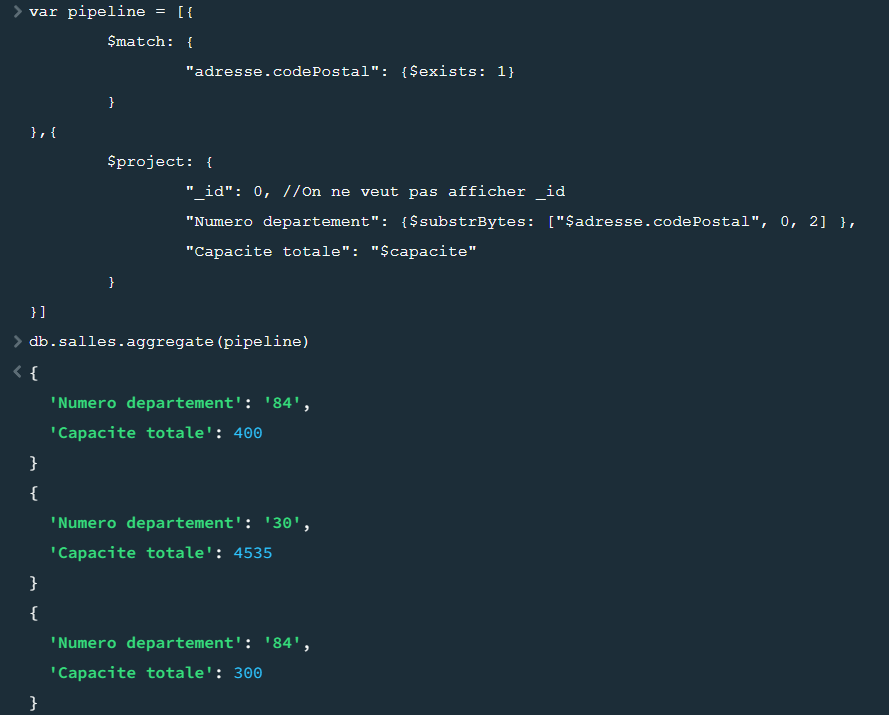 var pipeline = [{
$match: {
"adresse.codePostal": {$exists: 1}
}
},{
$project: {
"_id": 0, //On ne veut pas afficher _id
"Numero departement": {$substrBytes: ["$adresse.codePostal", 0, 2] },
"Capacite totale": "$capacite"
}
}]
db.salles.aggregate(pipeline)
{
'Numero departement': '84',
'Capacite totale': 400
}
{
'Numero departement': '30',
'Capacite totale': 4535
}
{
'Numero departement': '84',
'Capacite totale': 300
}